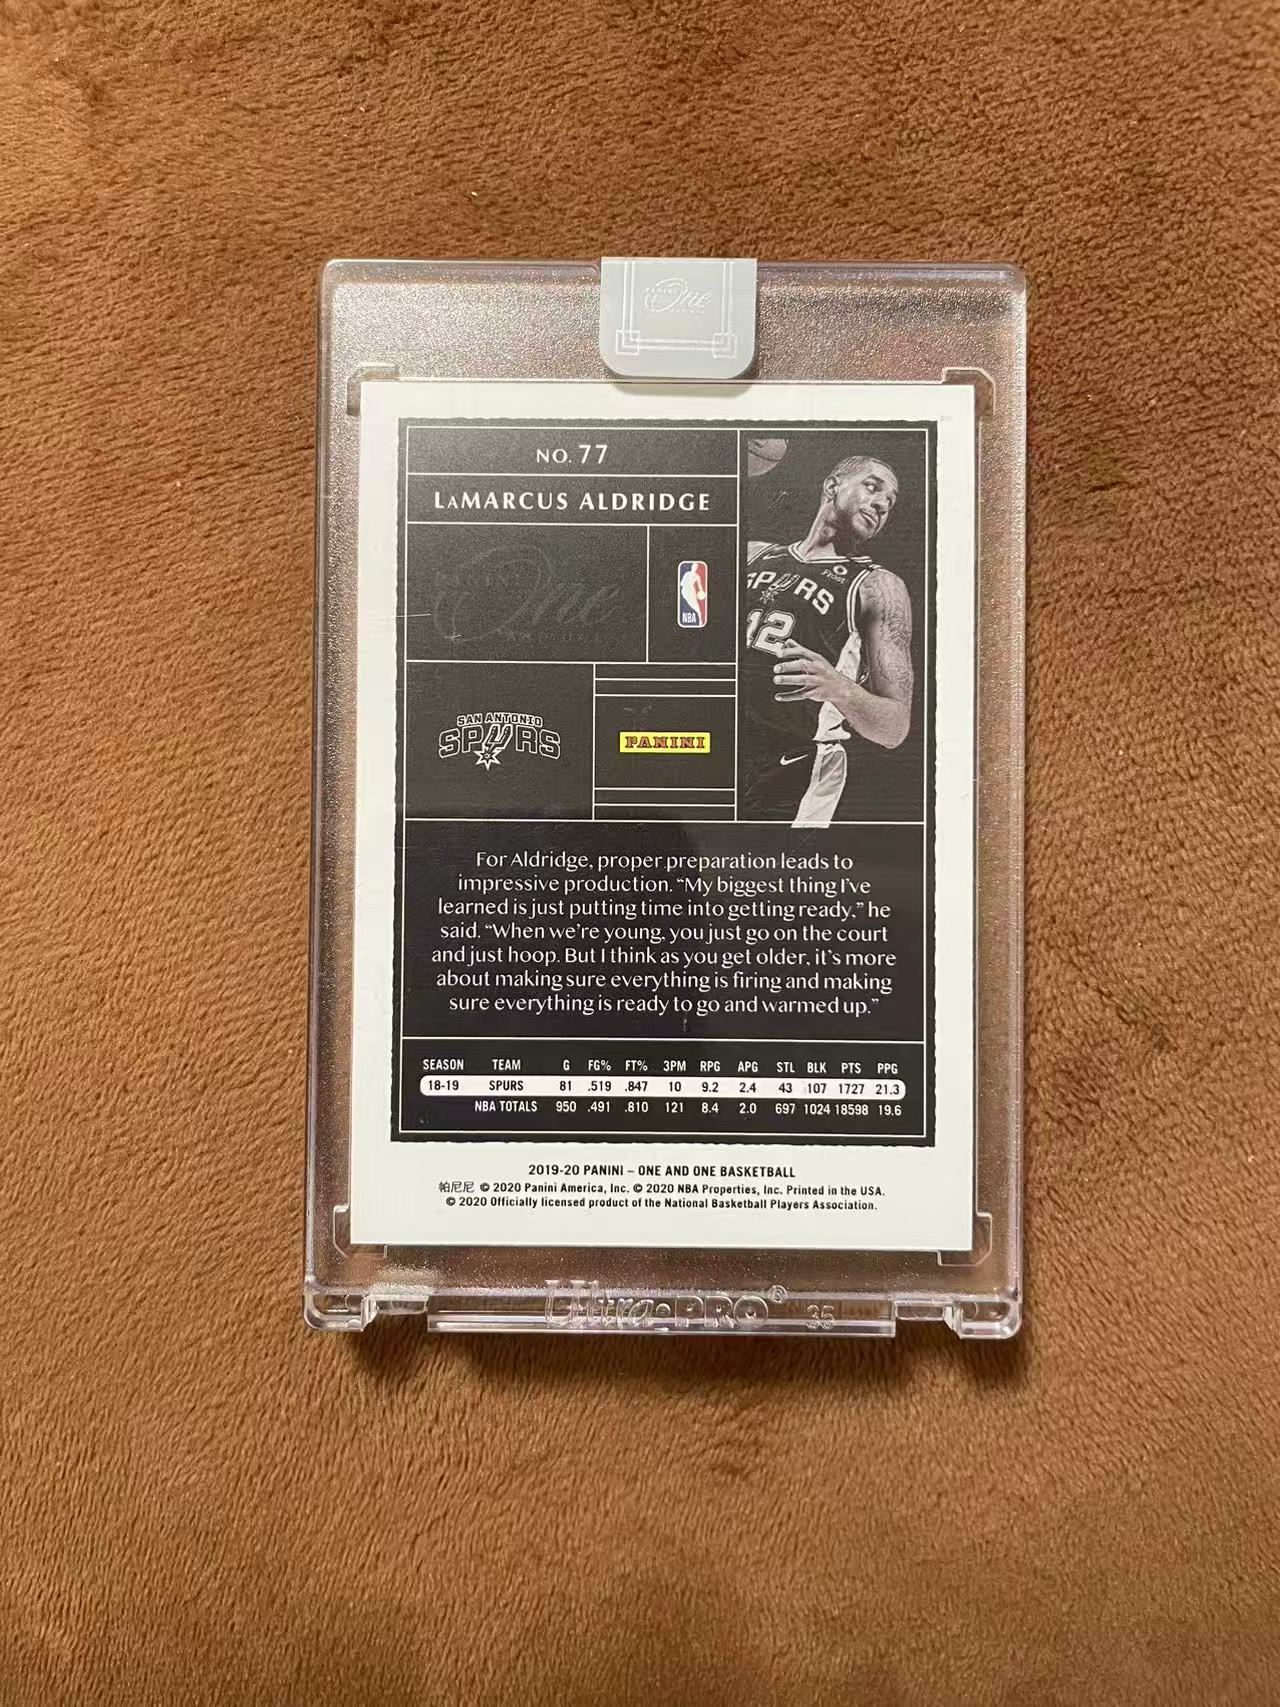 PANINI
One
NO. 77
LAMARCUS ALDRIDGE
PANINI
One
NBA
SPURS
12
SAN ANTONIO
SPURS
PANINI
For Aldridge, proper preparation leads to
impressive production. “My biggest thing I’ve
learned is just putting time into getting ready,” he
said. “When we’re young, you just go on the court
and just hoop. But I think as you get older, it’s more
about making sure everything is firing and making
sure everything is ready to go and warmed up.”
SEASON TEAM G FG% FT% 3PM RPG APG STL BLK PTS PPG
18-19 SPURS 81 .519 .847 10 9.2 2.4 43 107 1727 21.3
NBA TOTALS 950 .491 .810 121 8.4 2.0 697 1024 18598 19.6
2019-20 PANINI – ONE AND ONE BASKETBALL
帕尼尼 © 2020 Panini America, Inc. © 2020 NBA Properties, Inc. Printed in the USA.
© 2020 Officially licensed product of the National Basketball Players Association.
Ultra•PRO® 35